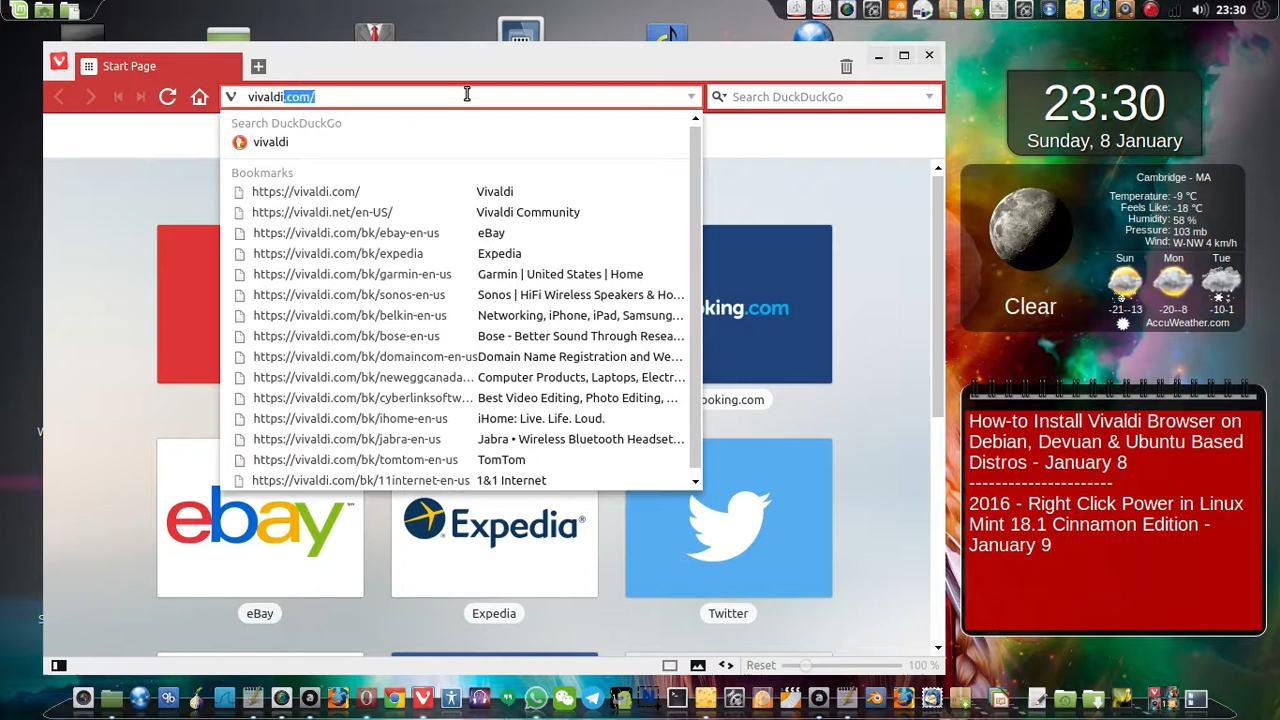 23:30
Start Page
vivaldi.com/
Search DuckDuckGo
Search DuckDuckGo
vivaldi
Bookmarks
https://vivaldi.com/ Vivaldi
https://vivaldi.net/en-US/ Vivaldi Community
https://vivaldi.com/bk/ebay-en-us eBay
https://vivaldi.com/bk/expedia Expedia
https://vivaldi.com/bk/garmin-en-us Garmin | United States | Home
https://vivaldi.com/bk/sonos-en-us Sonos | HiFi Wireless Speakers & Ho...
https://vivaldi.com/bk/belkin-en-us Networking, iPhone, iPad, Samsung...
https://vivaldi.com/bk/bose-en-us Bose - Better Sound Through Resea...
https://vivaldi.com/bk/domaincom-en-us Domain Name Registration and We...
https://vivaldi.com/bk/neweggcanada... Computer Products, Laptops, Electr...
https://vivaldi.com/bk/cyberlinksoftw... Best Video Editing, Photo Editing, ...
https://vivaldi.com/bk/ihome-en-us iHome: Live. Life. Loud.
https://vivaldi.com/bk/jabra-en-us Jabra • Wireless Bluetooth Headset...
https://vivaldi.com/bk/tomtom-en-us TomTom
https://vivaldi.com/bk/11internet-en-us 1&1 Internet
king.com
ooking.com
ebay
Expedia®
eBay
Expedia
Twitter
Reset
100 %
23:30
Sunday, 8 January
Cambridge - MA
Temperature: -9 ℃
Feels Like: -18 ℃
Humidity: 58 %
Pressure: 103 mb
Wind: W-NW 4 km/h
Clear
Sun Mon Tue
-21--13 -20--8 -10-1
AccuWeather.com
How-to Install Vivaldi Browser on
Debian, Devuan & Ubuntu Based
Distros - January 8
----------------------
2016 - Right Click Power in Linux
Mint 18.1 Cinnamon Edition -
January 9